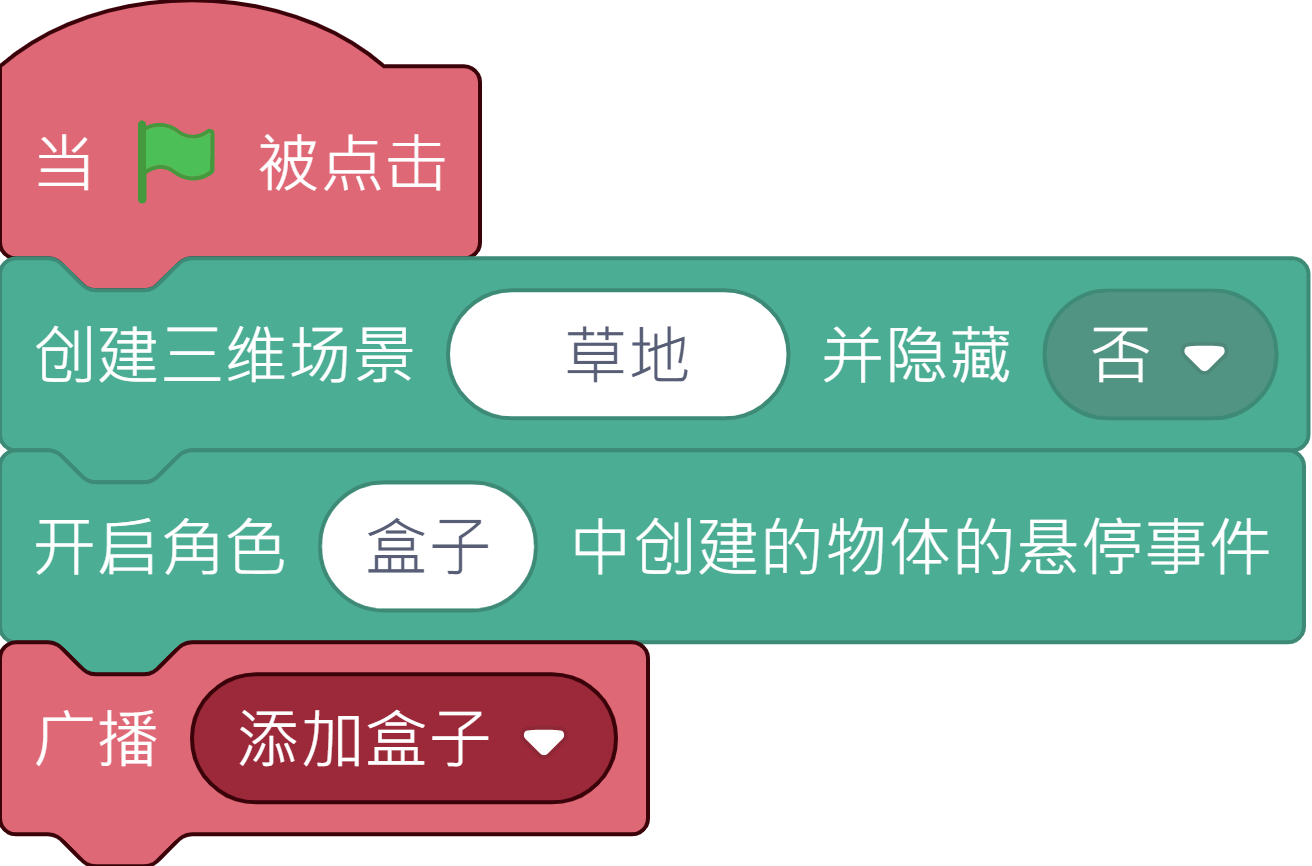 当 被点击
创建三维场景 草地 并隐藏 否
开启角色 盒子 中创建的物体的悬停事件
广播 添加盒子